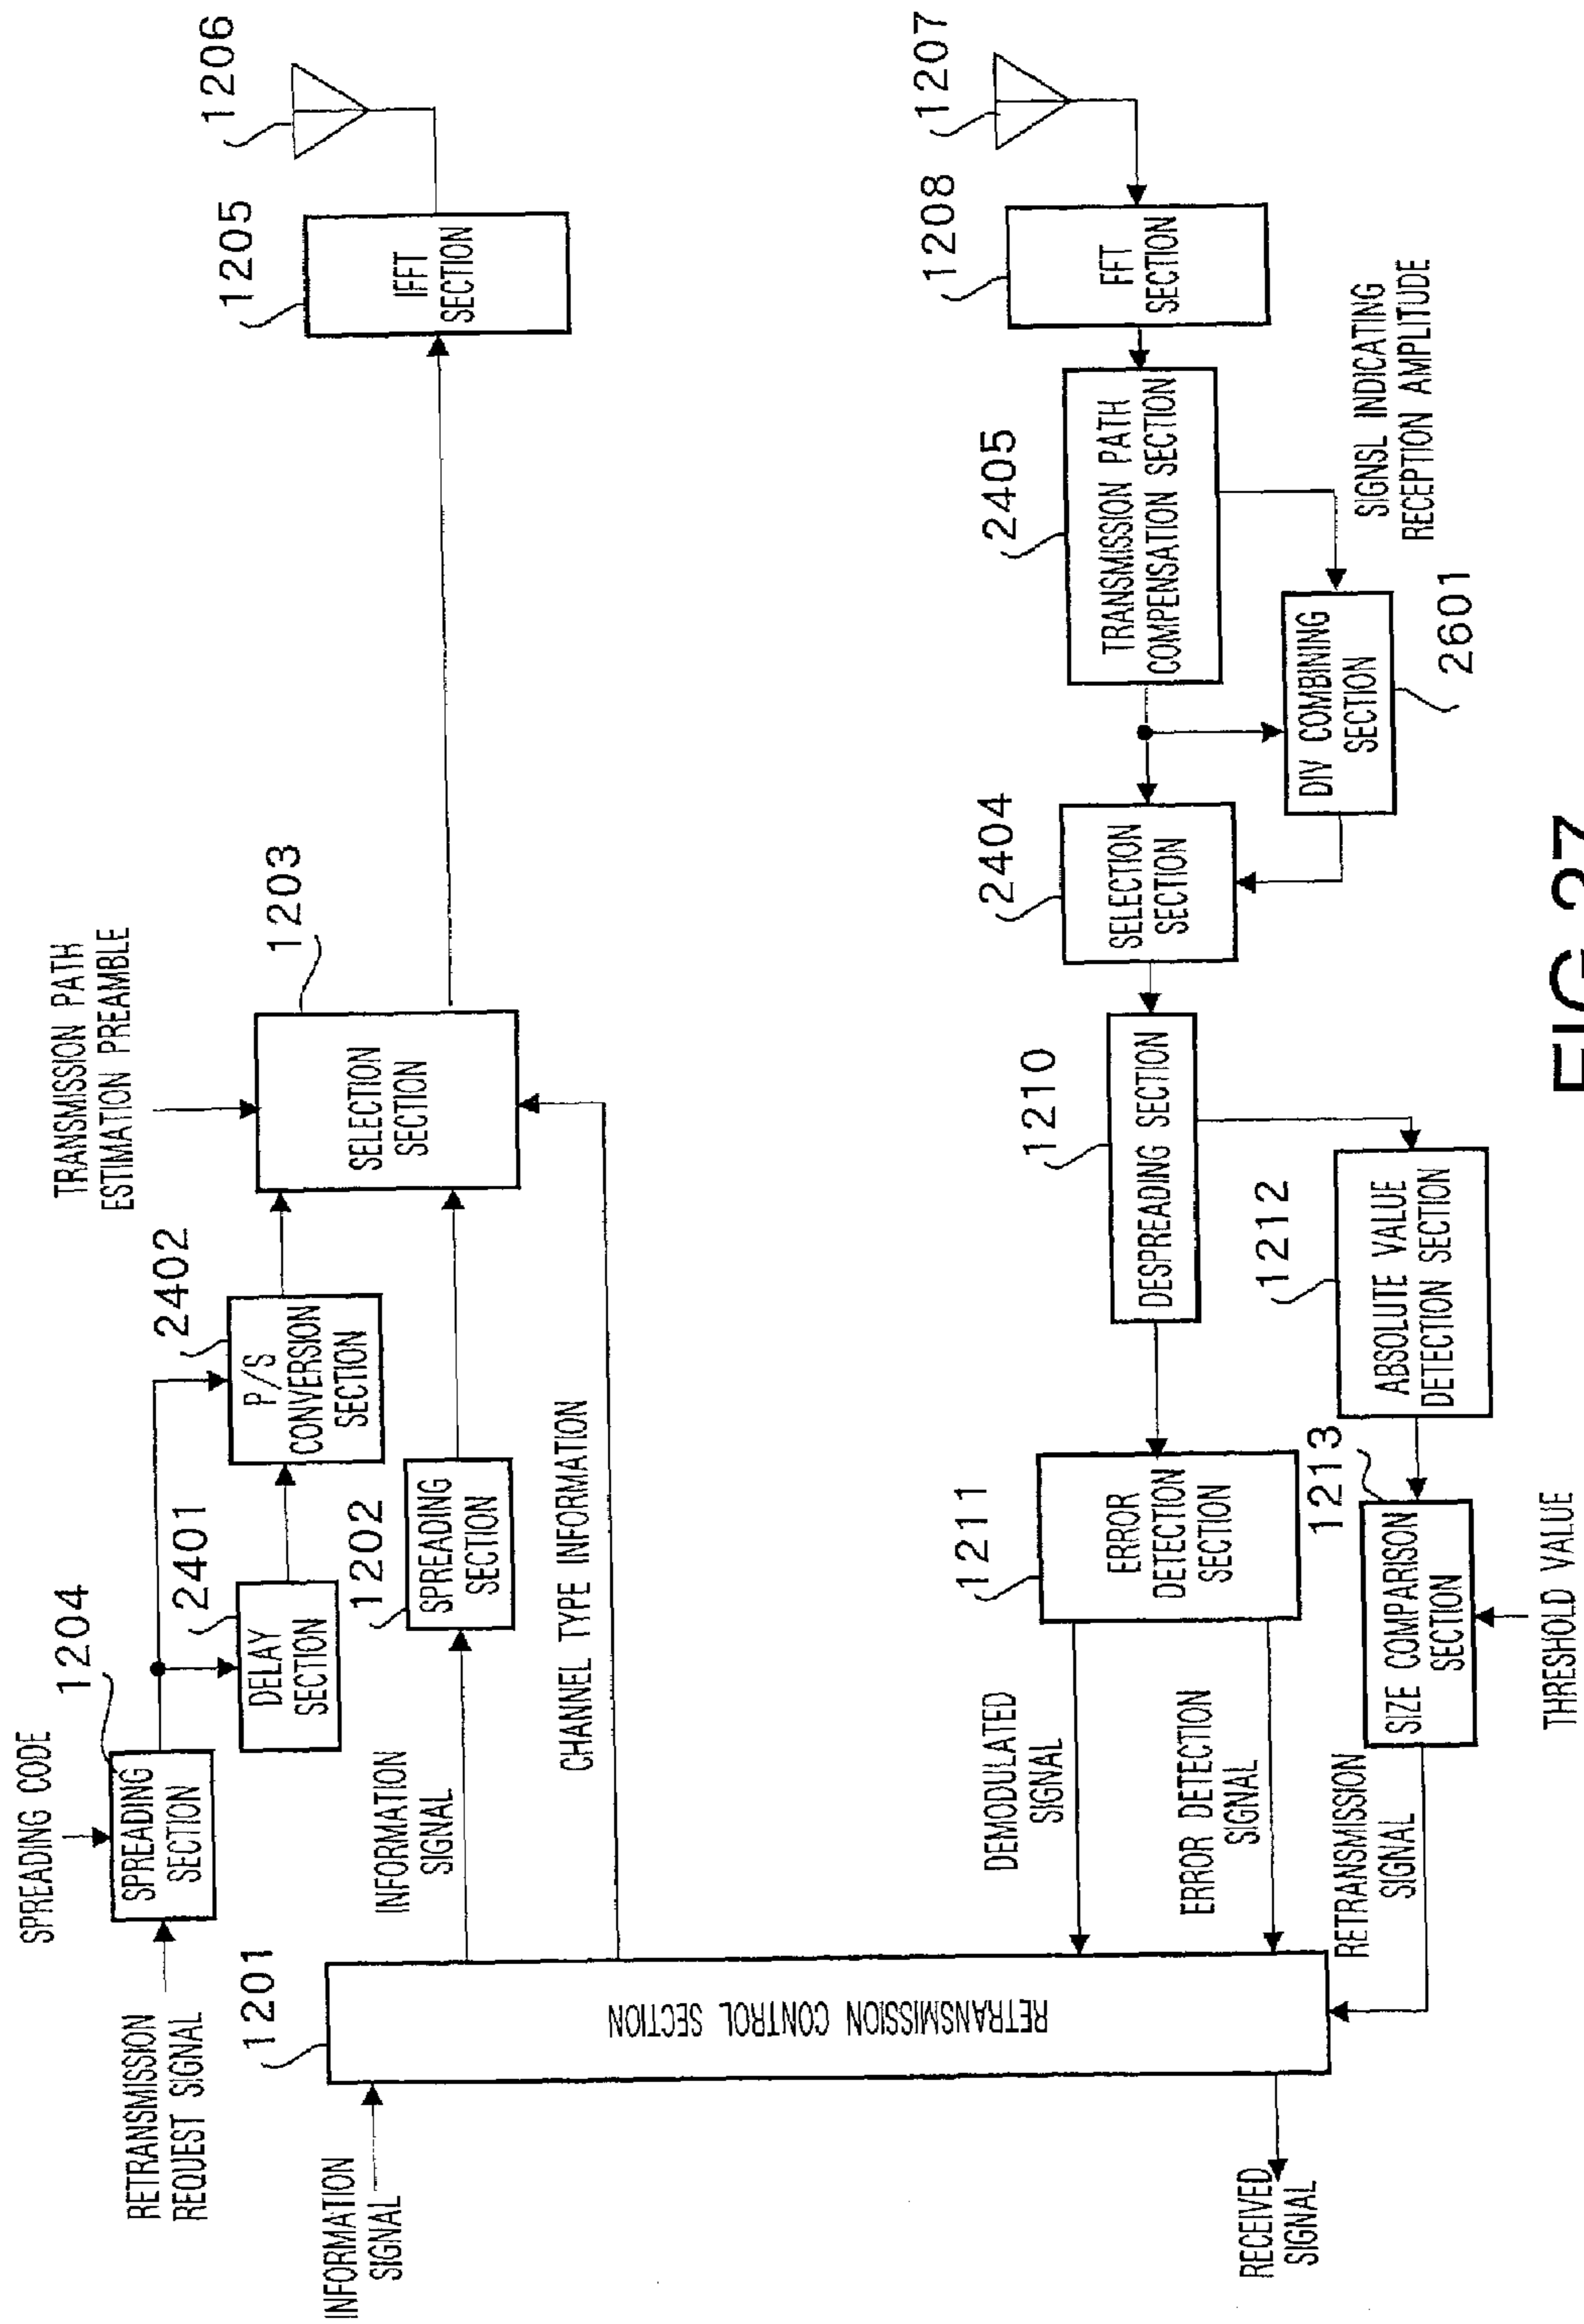 SPREADING CODE
1204
SPREADING
SECTION
RETRANSMISSION
REQUEST SIGNAL
2401
DELAY
SECTION
2402
P/S
CONVERSION
SECTION
TRANSMISSION PATH
ESTIMATION PREAMBLE
1203
SELECTION
SECTION
1205
IFFT
SECTION
1206
1201
RETRANSMISSION CONTROL SECTION
INFORMATION
SIGNAL
INFORMATION
SIGNAL
1202
SPREADING
SECTION
CHANNEL TYPE INFORMATION
1207
1208
FFT
SECTION
2405
TRANSMISSION PATH
COMPENSATION SECTION
SIGNSL INDICATING
RECEPTION AMPLITUDE
2601
DIV COMBINING
SECTION
2404
SELECTION
SECTION
1210
DESPREADING SECTION
1211
ERROR
DETECTION
SECTION
1212
ABSOLUTE VALUE
DETECTION SECTION
1213
SIZE COMPARISON
SECTION
THRESHOLD VALUE
DEMODULATED
SIGNAL
ERROR DETECTION
SIGNAL
RETRANSMISSION
SIGNAL
RECEIVED
SIGNAL
FIG.27